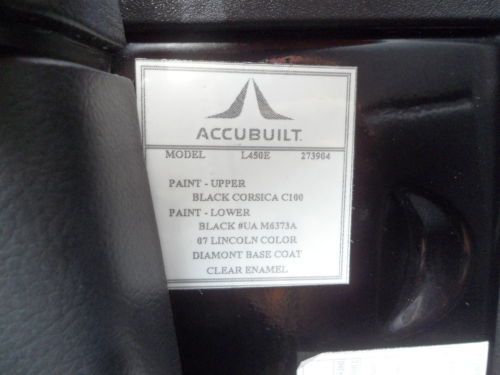 ACCUBUILT
MODEL L450E 273904
PAINT - UPPER
BLACK CORSICA C100
PAINT - LOWER
BLACK #UA M6373A
07 LINCOLN COLOR
DIAMONT BASE COAT
CLEAR ENAMEL